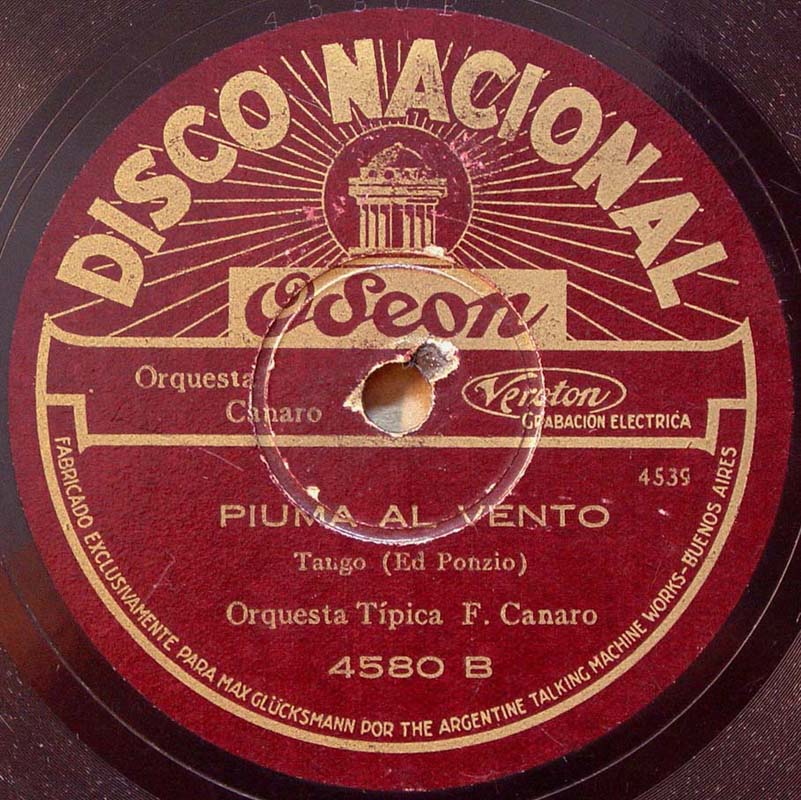 DISCO NACIONAL
Odeon
Orquesta
Canaro
Veroton
GRABACION ELECTRICA
4539
PIUMA AL VENTO
Tango (Ed Ponzio)
Orquesta Típica F. Canaro
4580 B
FABRICADO EXCLUSIVAMENTE PARA MAX GLÜCKSMANN POR THE ARGENTINE TALKING MACHINE WORKS-BUENOS AIRES